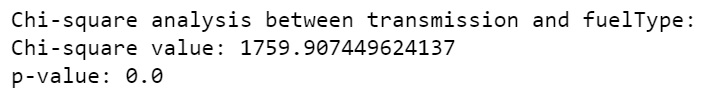 Chi-square analysis between transmission and fuelType:
Chi-square value: 1759.907449624137
p-value: 0.0